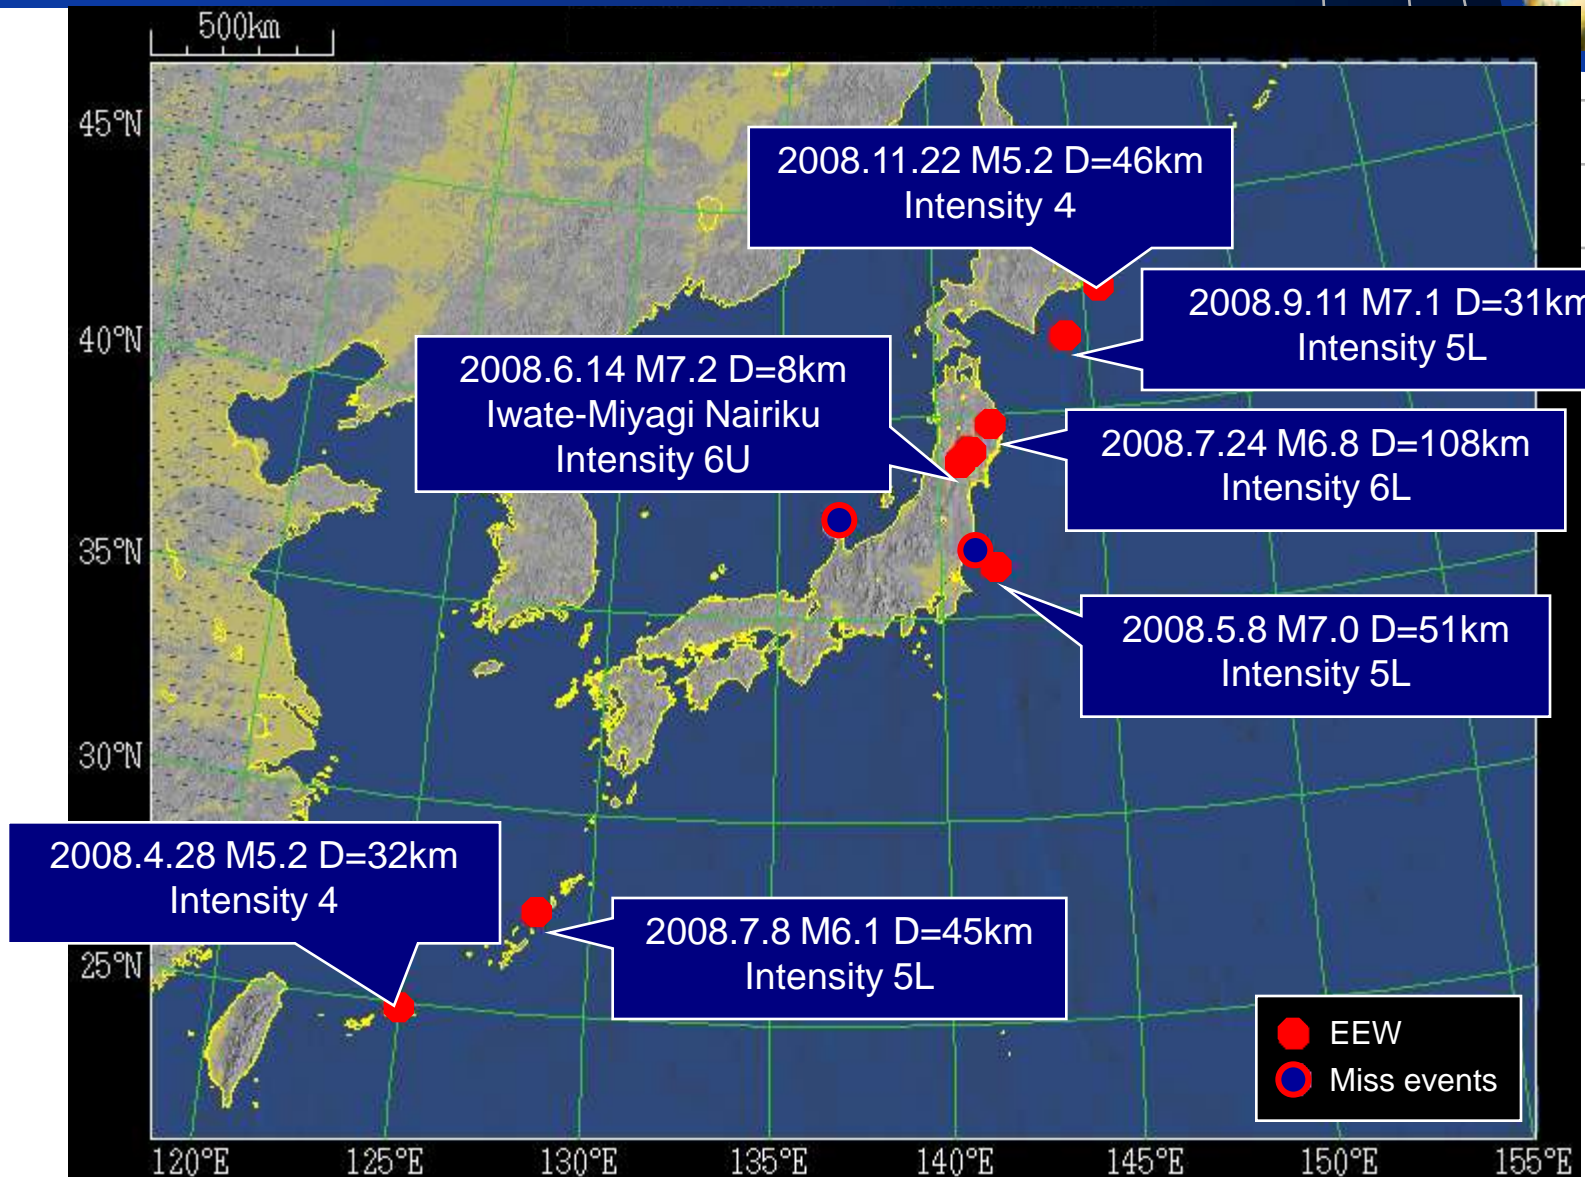 500km
45°N
40°N
35°N
30°N
25°N
2008.11.22 M5.2 D=46km
Intensity 4
2008.9.11 M7.1 D=31km
Intensity 5L
2008.6.14 M7.2 D=8km
Iwate-Miyagi Nairiku
Intensity 6U
2008.7.24 M6.8 D=108km
Intensity 6L
2008.5.8 M7.0 D=51km
Intensity 5L
2008.4.28 M5.2 D=32km
Intensity 4
2008.7.8 M6.1 D=45km
Intensity 5L
EEW
Miss events
120°E 125°E 130°E 135°E 140°E 145°E 150°E 155°E